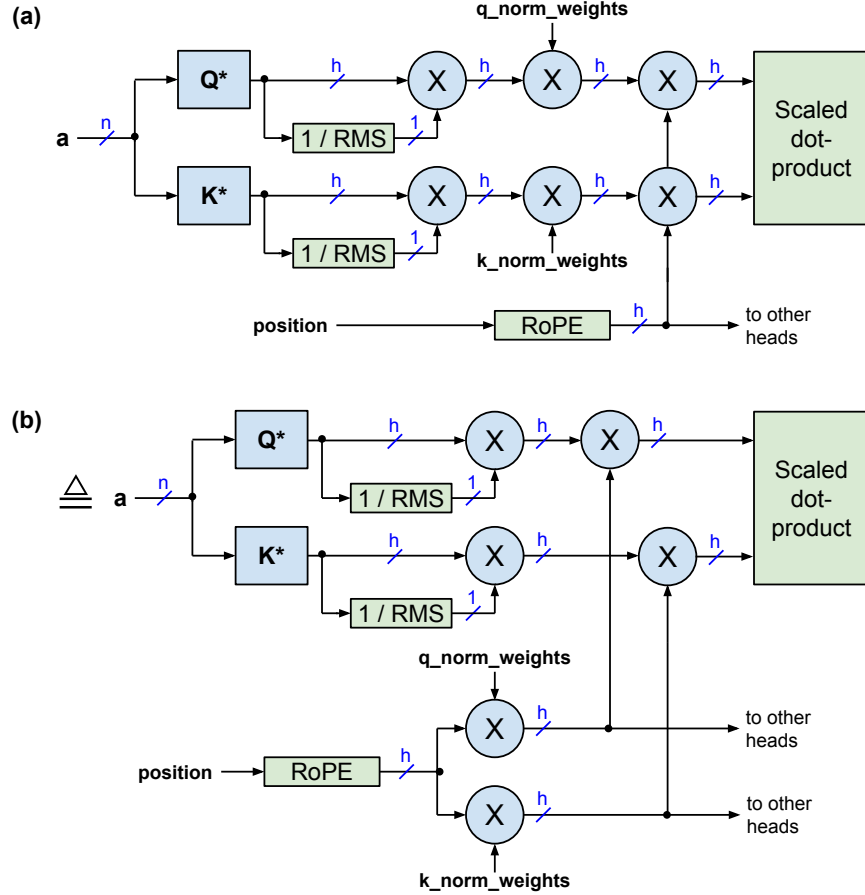 (a)
q_norm_weights
a
n
Q*
h
X
h
X
h
X
h
1 / RMS
1
Scaled
dot-
product
K*
h
X
h
X
h
X
h
1 / RMS
1
k_norm_weights
position
RoPE
h
to other
heads
(b)
≜
a
n
Q*
h
X
h
X
h
1 / RMS
1
Scaled
dot-
product
K*
h
X
h
X
h
1 / RMS
1
q_norm_weights
X
h
to other
heads
position
RoPE
h
X
h
to other
heads
k_norm_weights